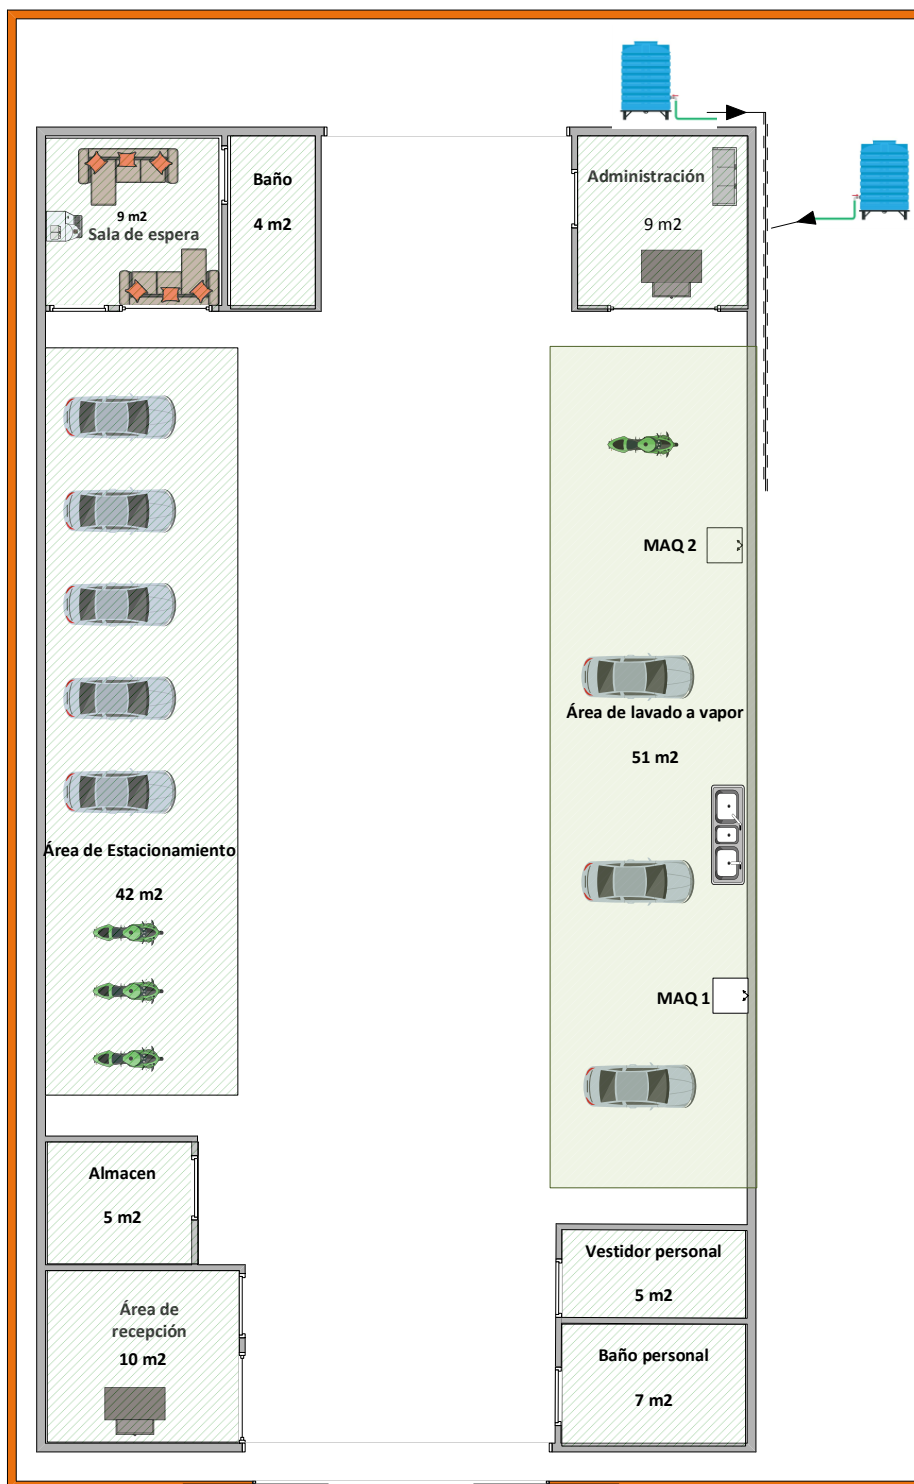 Baño
4 m2
9 m2
Sala de espera
Administración
9 m2
MAQ 2
Área de lavado a vapor
51 m2
MAQ 1
Área de Estacionamiento
42 m2
Almacen
5 m2
Área de
recepción
10 m2
Vestidor personal
5 m2
Baño personal
7 m2